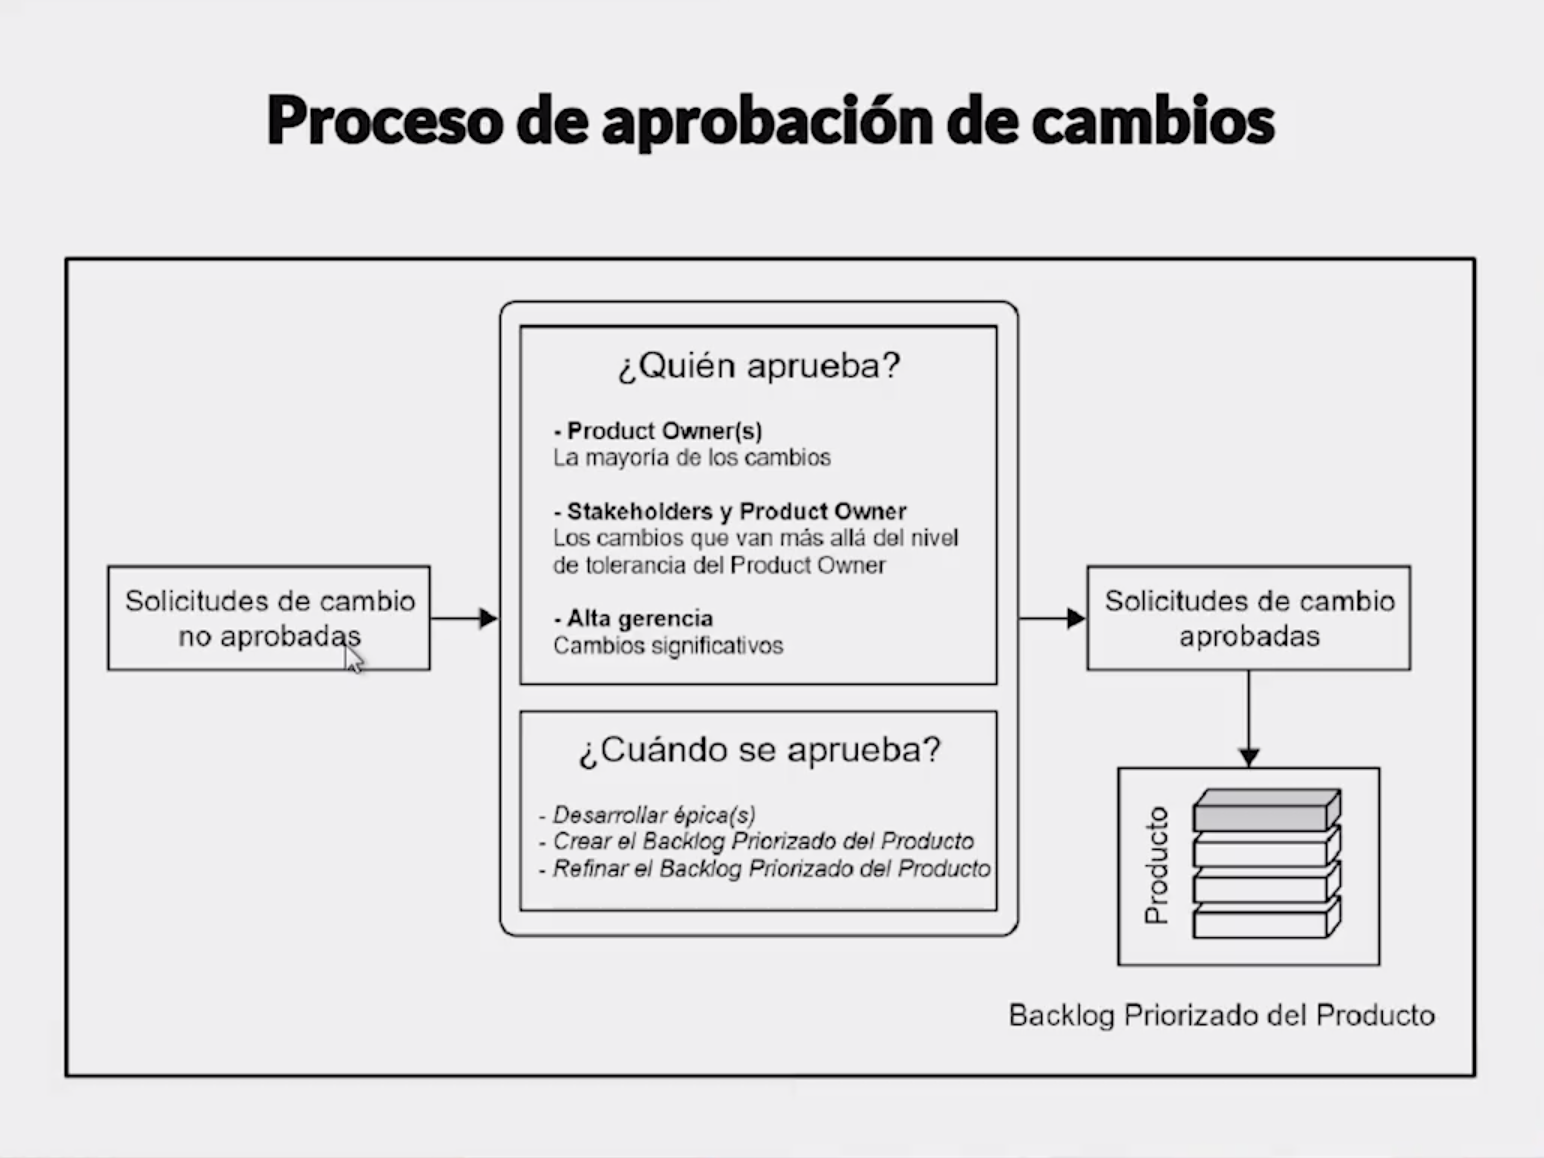 Proceso de aprobación de cambios
¿Quién aprueba?
- Product Owner(s)
La mayoría de los cambios
- Stakeholders y Product Owner
Los cambios que van más allá del nivel
de tolerancia del Product Owner
- Alta gerencia
Cambios significativos
Solicitudes de cambio
no aprobadas
Solicitudes de cambio
aprobadas
¿Cuándo se aprueba?
- Desarrollar épica(s)
- Crear el Backlog Priorizado del Producto
- Refinar el Backlog Priorizado del Producto
Producto
Backlog Priorizado del Producto